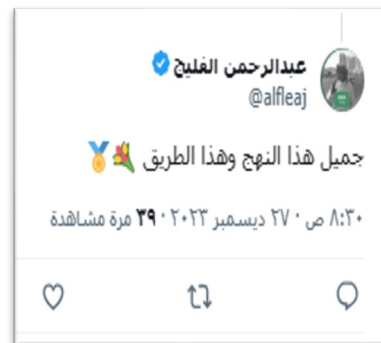 عبدالرحمن الفليج
@alfleaj
جميل هذا النهج وهذا الطريق 💐🏅
٨:٣٠ ص · ٢٧ ديسمبر ٢٠٢٣ · ٣٩ مرة مشاهدة